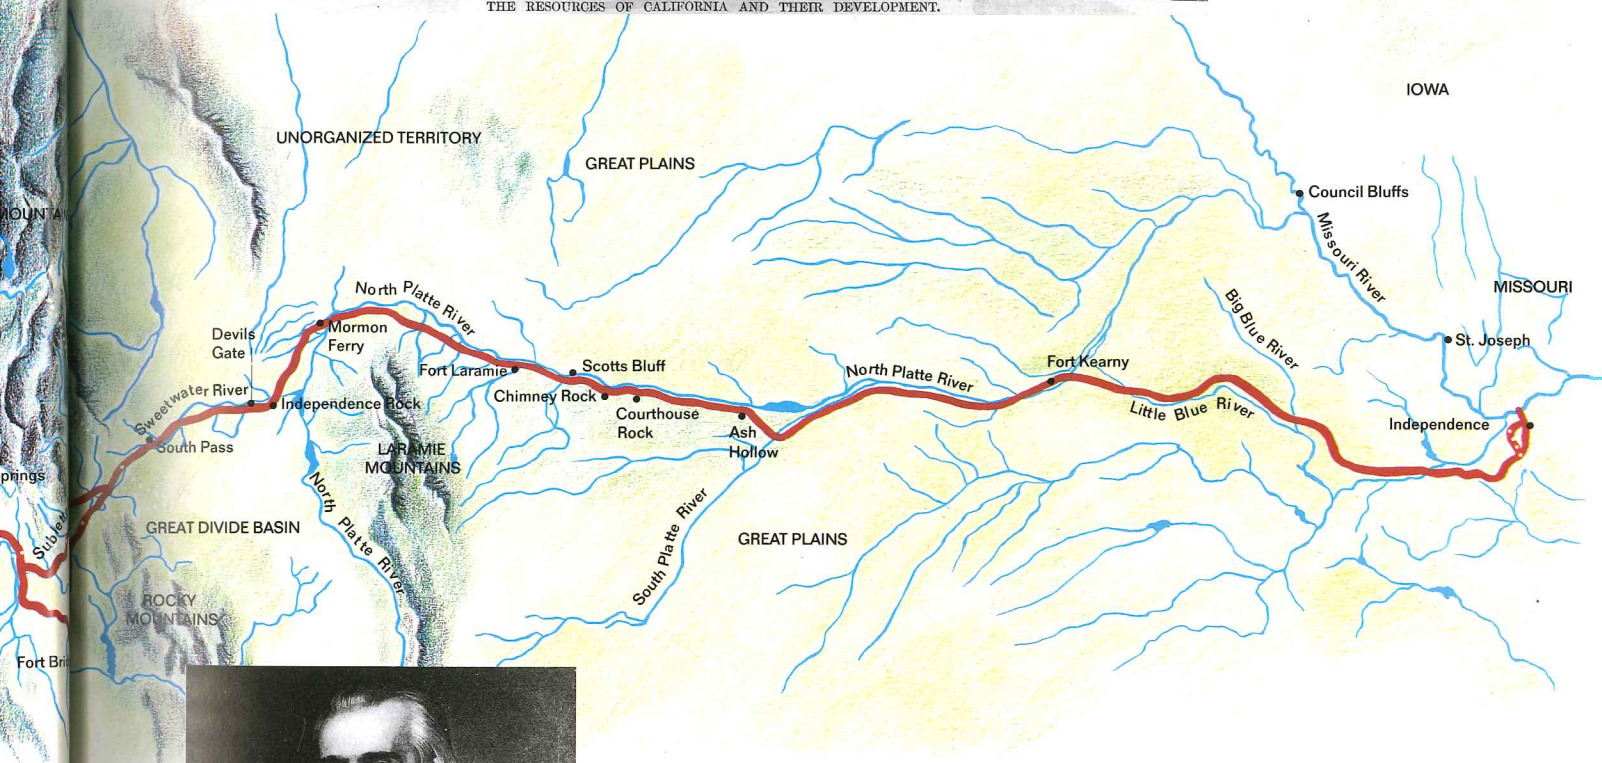 THE RESOURCES OF CALIFORNIA AND THEIR DEVELOPMENT.
IOWA
UNORGANIZED TERRITORY
GREAT PLAINS
Council Bluffs
Missouri River
MISSOURI
North Platte River
Big Blue River
Devils
Gate
Mormon
Ferry
St. Joseph
Fort Laramie
Scotts Bluff
Fort Kearny
North Platte River
Sweetwater River
Independence Rock
Chimney Rock
Courthouse
Rock
Ash
Hollow
Little Blue River
Independence
South Pass
LARAMIE
MOUNTAINS
prings
North Platte River
South Platte River
GREAT DIVIDE BASIN
GREAT PLAINS
ROCKY
MOUNTAINS